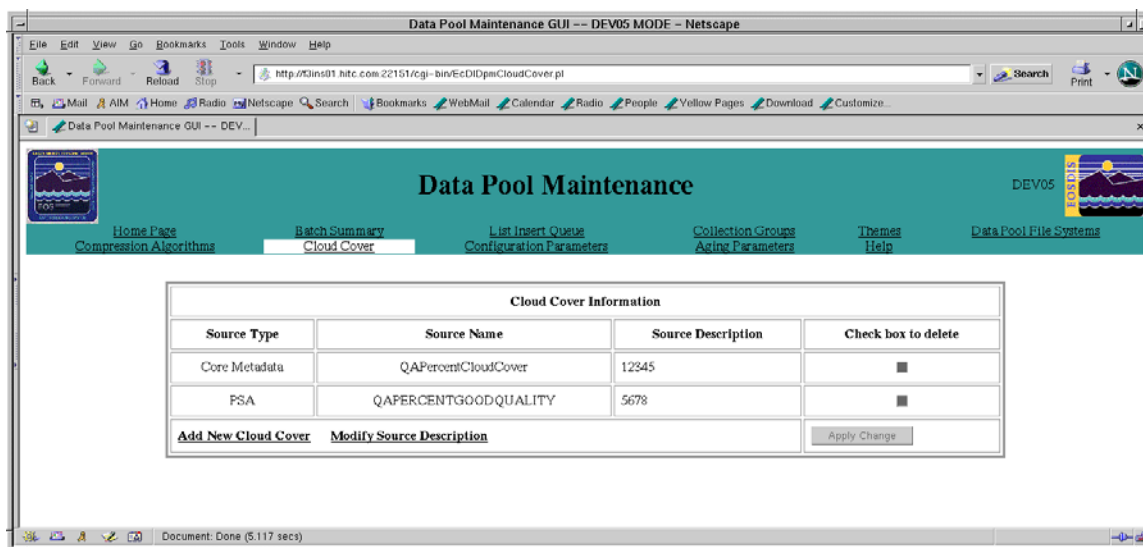 Data Pool Maintenance GUI -- DEV05 MODE - Netscape
File Edit View Go Bookmarks Tools Window Help
Back Forward Reload Stop http://f3ins01.hitc.com:22151/cgi-bin/EcDlDpmCloudCover.pl Search Print N
Mail AIM Home Radio Netscape Search Bookmarks WebMail Calendar Radio People Yellow Pages Download Customize...
Data Pool Maintenance GUI -- DEV...
EOS
Data Pool Maintenance
DEV05
EOSDIS
Home Page Batch Summary List Insert Queue Collection Groups Themes Data Pool File Systems
Compression Algorithms Cloud Cover Configuration Parameters Aging Parameters Help
Cloud Cover Information
Source Type Source Name Source Description Check box to delete
Core Metadata QAPercentCloudCover 12345
PSA QAPERCENTGOODQUALITY 5678
Add New Cloud Cover Modify Source Description Apply Change
Document: Done (5.117 secs)